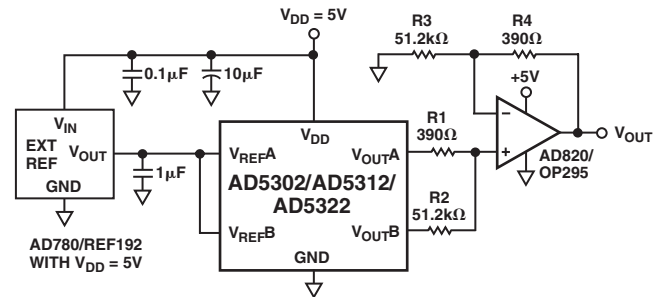 V_DD = 5V
R3
51.2kΩ
R4
390Ω
0.1μF
10μF
+5V
V_IN
EXT
REF
V_OUT
GND
1μF
V_DD
V_REFA
V_OUTA
AD5302/AD5312/
AD5322
V_REFB
V_OUTB
GND
R1
390Ω
R2
51.2kΩ
−
+
V_OUT
AD820/
OP295
AD780/REF192
WITH V_DD = 5V